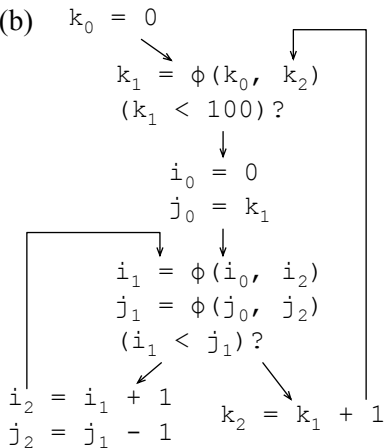 (b) k₀ = 0
k₁ = ϕ(k₀, k₂)
(k₁ < 100)?
i₀ = 0
j₀ = k₁
i₁ = ϕ(i₀, i₂)
j₁ = ϕ(j₀, j₂)
(i₁ < j₁)?
i₂ = i₁ + 1
j₂ = j₁ - 1
k₂ = k₁ + 1